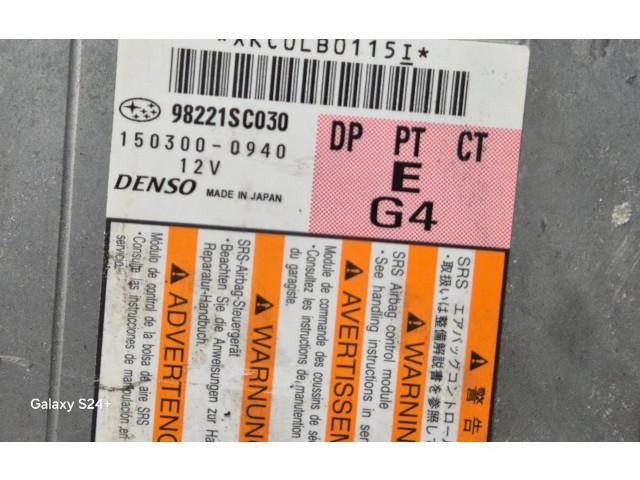 *XKC0LB0115I*
98221SC030
150300-0940
12V
DENSO MADE IN JAPAN
DP PT CT
E
G4
警告
SRS エアバッグコントロール
・取扱いは整備解説書を参照し
WARNING
SRS Airbag control module
・See handling instructions in ser
AVERTISSEM
Module de commande des coussins de sé
・Consultez les instructions de manutention
du garagiste.
WARNUN
SRS-Airbag-Steuergerät
・Beachten Sie die Anweisungen zur Ha
Reparatur-Handbuch.
ADVERTENC
Módulo de control de la bolsa de aire SRS
・Consulte las instrucciones de manipulación en
servicio.
Galaxy S24+